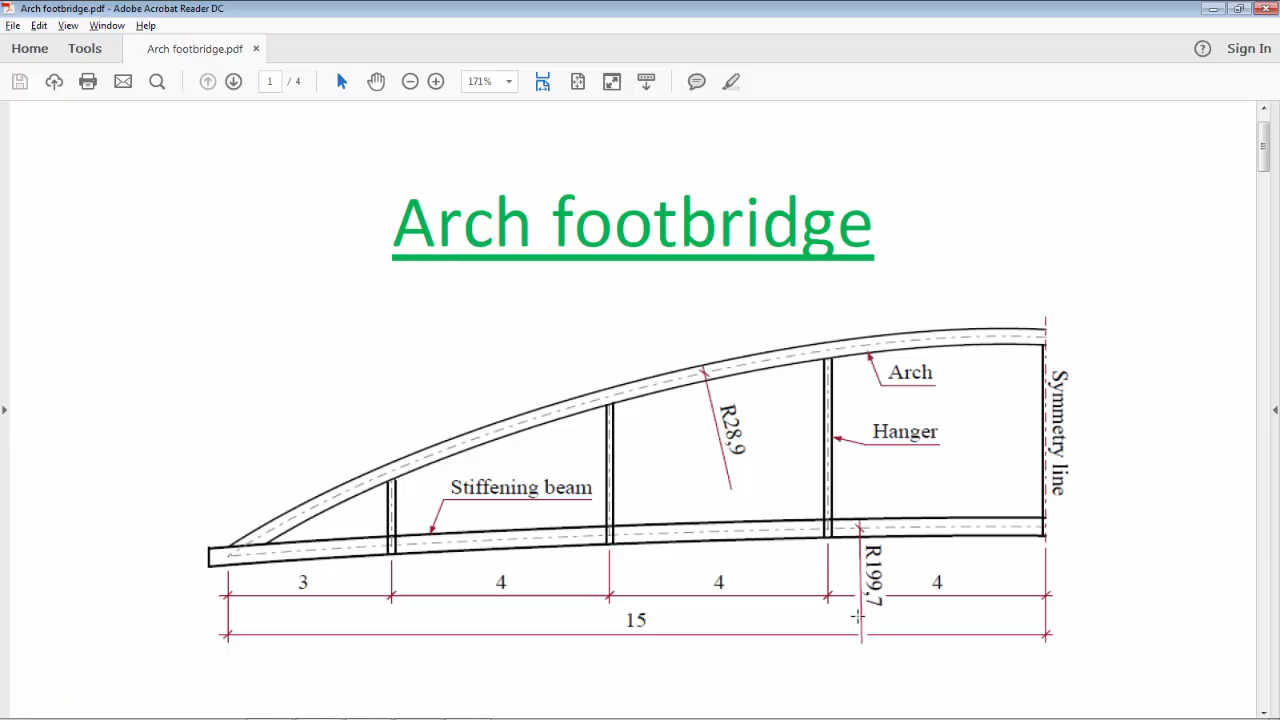 Arch footbridge.pdf - Adobe Acrobat Reader DC
File Edit View Window Help
Home Tools Arch footbridge.pdf × ? Sign In
1 / 4 171%
Arch footbridge
Arch
R28,9
Hanger
Symmetry line
Stiffening beam
R199,7
3 4 4 4
15